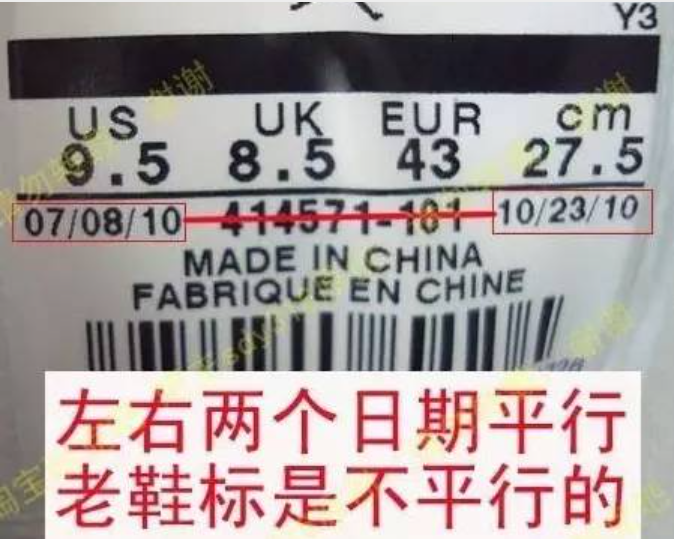 Y3
US UK EUR cm
9.5 8.5 43 27.5
07/08/10 414571-101 10/23/10
MADE IN CHINA
FABRIQUE EN CHINE
左右两个日期平行
老鞋标是不平行的